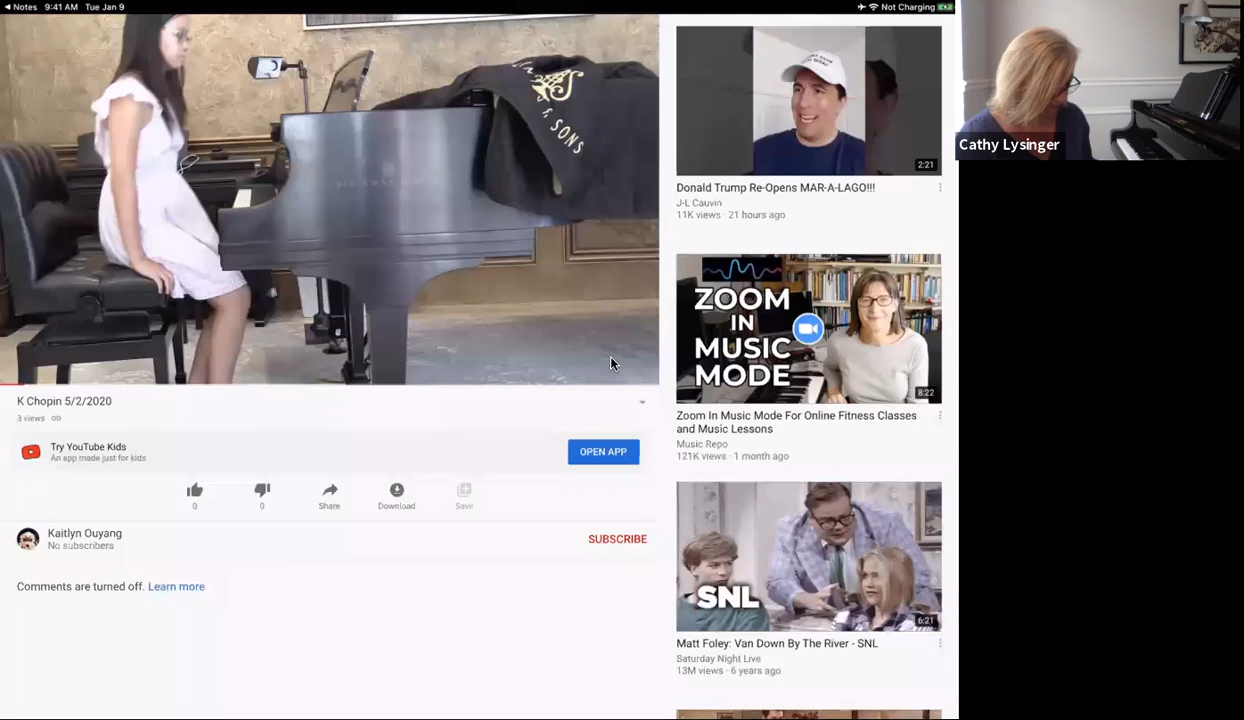 Notes 9:41 AM Tue Jan 9
Not Charging
& SONS
K Chopin 5/2/2020
3 views
Try YouTube Kids
An app made just for kids
OPEN APP
0
0
Share
Download
Save
Kaitlyn Ouyang
No subscribers
SUBSCRIBE
Comments are turned off. Learn more
2:21
Donald Trump Re-Opens MAR-A-LAGO!!!
J-L Cauvin
11K views · 21 hours ago
ZOOM
IN
MUSIC
MODE
8:22
Zoom In Music Mode For Online Fitness Classes
and Music Lessons
Music Repo
121K views · 1 month ago
SNL
6:21
Matt Foley: Van Down By The River - SNL
Saturday Night Live
13M views · 6 years ago
Cathy Lysinger